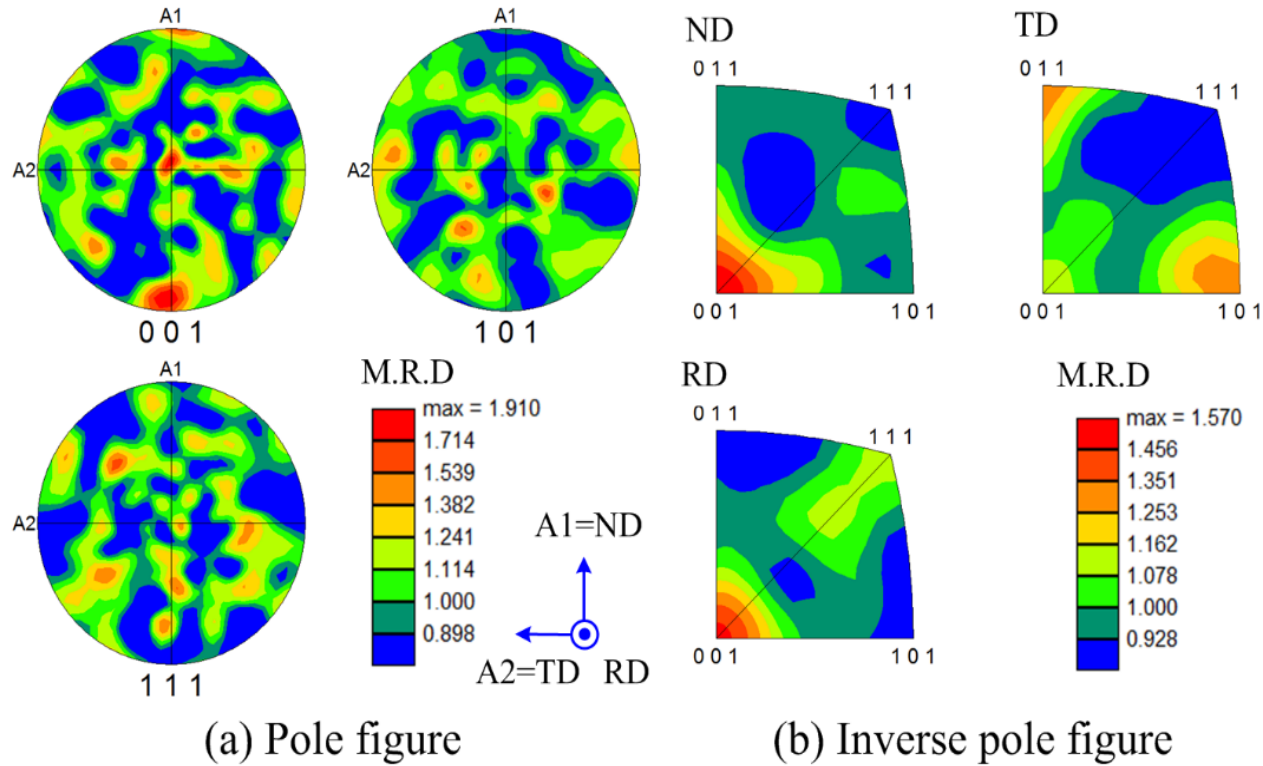 A1
A2
0 0 1
A1
A2
1 0 1
A1
A2
1 1 1
M.R.D
max = 1.910
1.714
1.539
1.382
1.241
1.114
1.000
0.898
A1=ND
A2=TD RD
(a) Pole figure
ND
0 1 1
1 1 1
0 0 1
1 0 1
TD
0 1 1
1 1 1
0 0 1
1 0 1
RD
0 1 1
1 1 1
0 0 1
1 0 1
M.R.D
max = 1.570
1.456
1.351
1.253
1.162
1.078
1.000
0.928
(b) Inverse pole figure